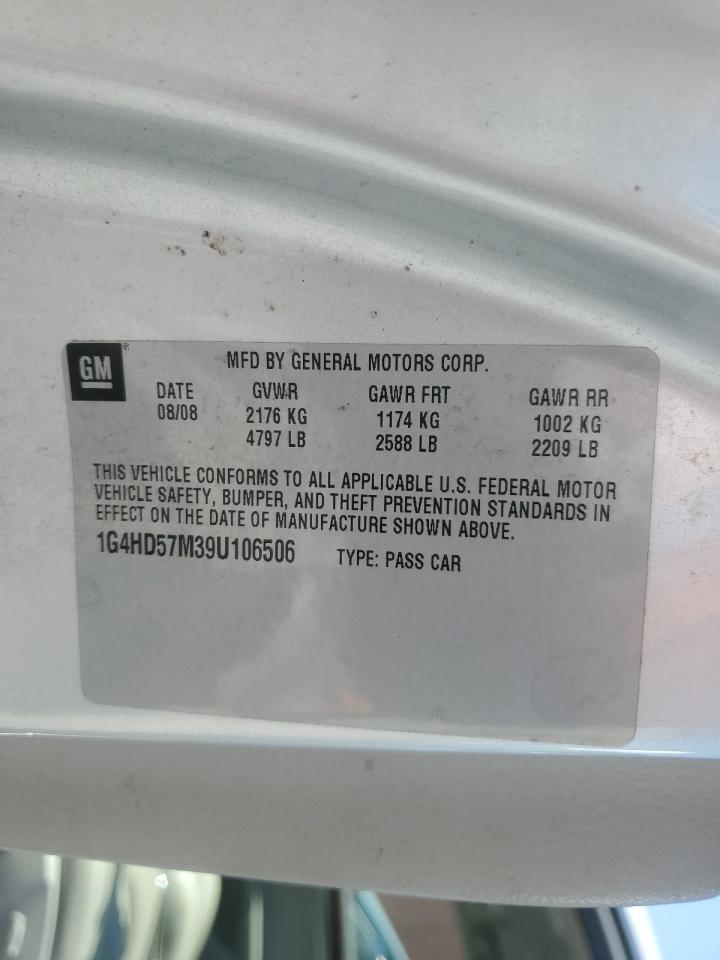 GM ®
MFD BY GENERAL MOTORS CORP.
DATE GVWR GAWR FRT GAWR RR
08/08 2176 KG 1174 KG 1002 KG
4797 LB 2588 LB 2209 LB
THIS VEHICLE CONFORMS TO ALL APPLICABLE U.S. FEDERAL MOTOR
VEHICLE SAFETY, BUMPER, AND THEFT PREVENTION STANDARDS IN
EFFECT ON THE DATE OF MANUFACTURE SHOWN ABOVE.
1G4HD57M39U106506 TYPE: PASS CAR